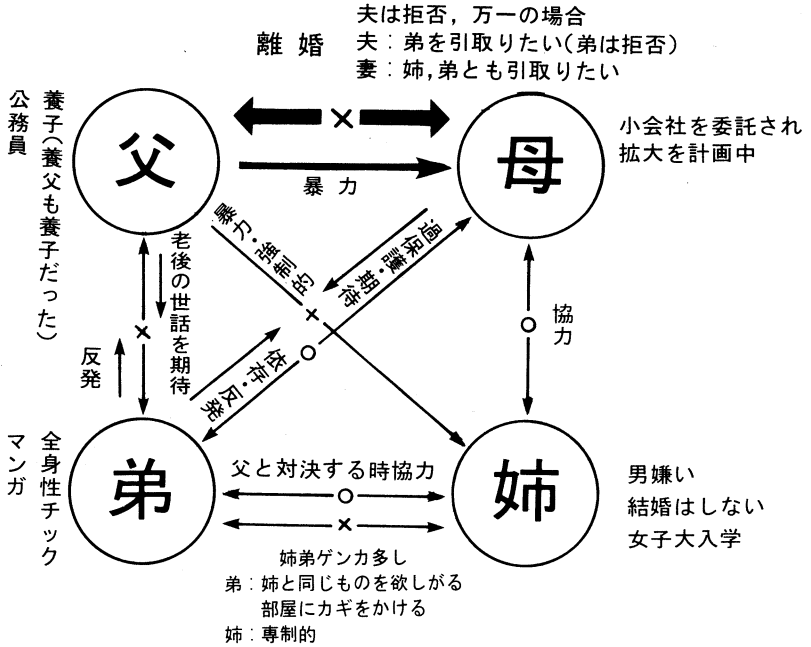 離婚
夫は拒否，万一の場合
夫：弟を引取りたい（弟は拒否）
妻：姉，弟とも引取りたい
公務員
養子（養父も養子だった）
父
母
小会社を委託され
拡大を計画中
暴力
暴力・強制的
過保護・期待
老後の世話を期待
反発
依存・反発
協力
マンガ
全身性チック
弟
父と対決する時協力
姉
男嫌い
結婚はしない
女子大入学
姉弟ゲンカ多し
弟：姉と同じものを欲しがる
部屋にカギをかける
姉：専制的